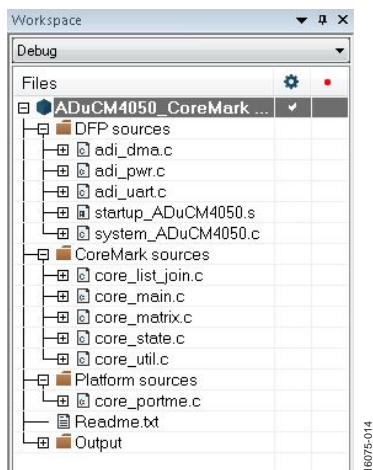 Workspace
Debug
Files
ADuCM4050_CoreMark ...
DFP sources
adi_dma.c
adi_pwr.c
adi_uart.c
startup_ADuCM4050.s
system_ADuCM4050.c
CoreMark sources
core_list_join.c
core_main.c
core_matrix.c
core_state.c
core_util.c
Platform sources
core_portme.c
Readme.txt
Output
16075-014